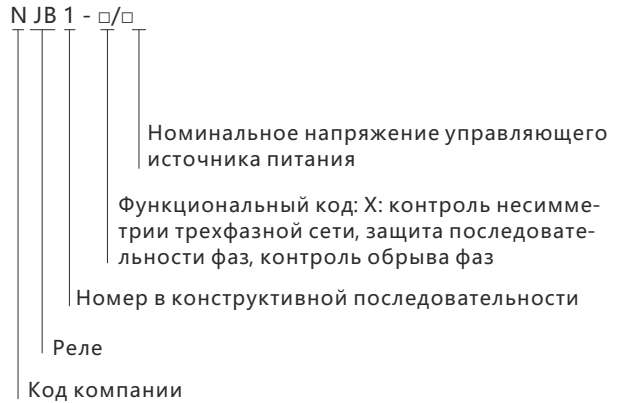 N JB 1 - □/□
Номинальное напряжение управляющего
источника питания
Функциональный код: X: контроль несимме-
трии трехфазной сети, защита последовате-
льности фаз, контроль обрыва фаз
Номер в конструктивной последовательности
Реле
Код компании